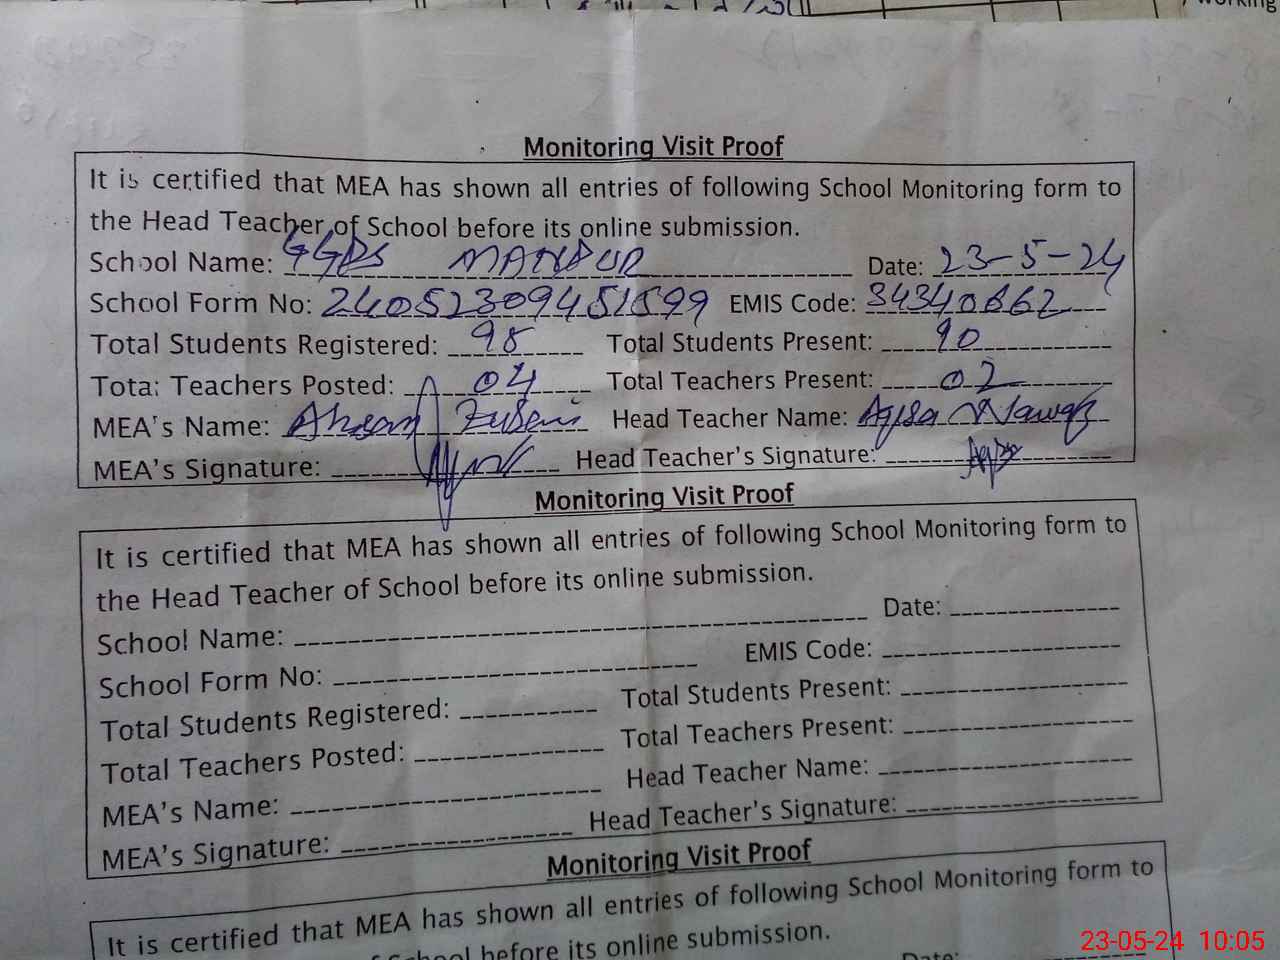 working
Monitoring Visit Proof
It is certified that MEA has shown all entries of following School Monitoring form to
the Head Teacher of School before its online submission.
School Name: GGPS MANDUR Date: 23-5-24
School Form No: 24052309451599 EMIS Code: 34340662
Total Students Registered: 98 Total Students Present: 90
Total Teachers Posted: 04 Total Teachers Present: 02
MEA's Name: Ahsan Head Teacher Name: Aqsa Nawaz
MEA's Signature: Head Teacher's Signature:
Monitoring Visit Proof
It is certified that MEA has shown all entries of following School Monitoring form to
the Head Teacher of School before its online submission.
School Name: Date:
School Form No: EMIS Code:
Total Students Registered: Total Students Present:
Total Teachers Posted: Total Teachers Present:
MEA's Name: Head Teacher Name:
MEA's Signature: Head Teacher's Signature:
Monitoring Visit Proof
It is certified that MEA has shown all entries of following School Monitoring form to
of School before its online submission.
Date:
23-05-24 10:05